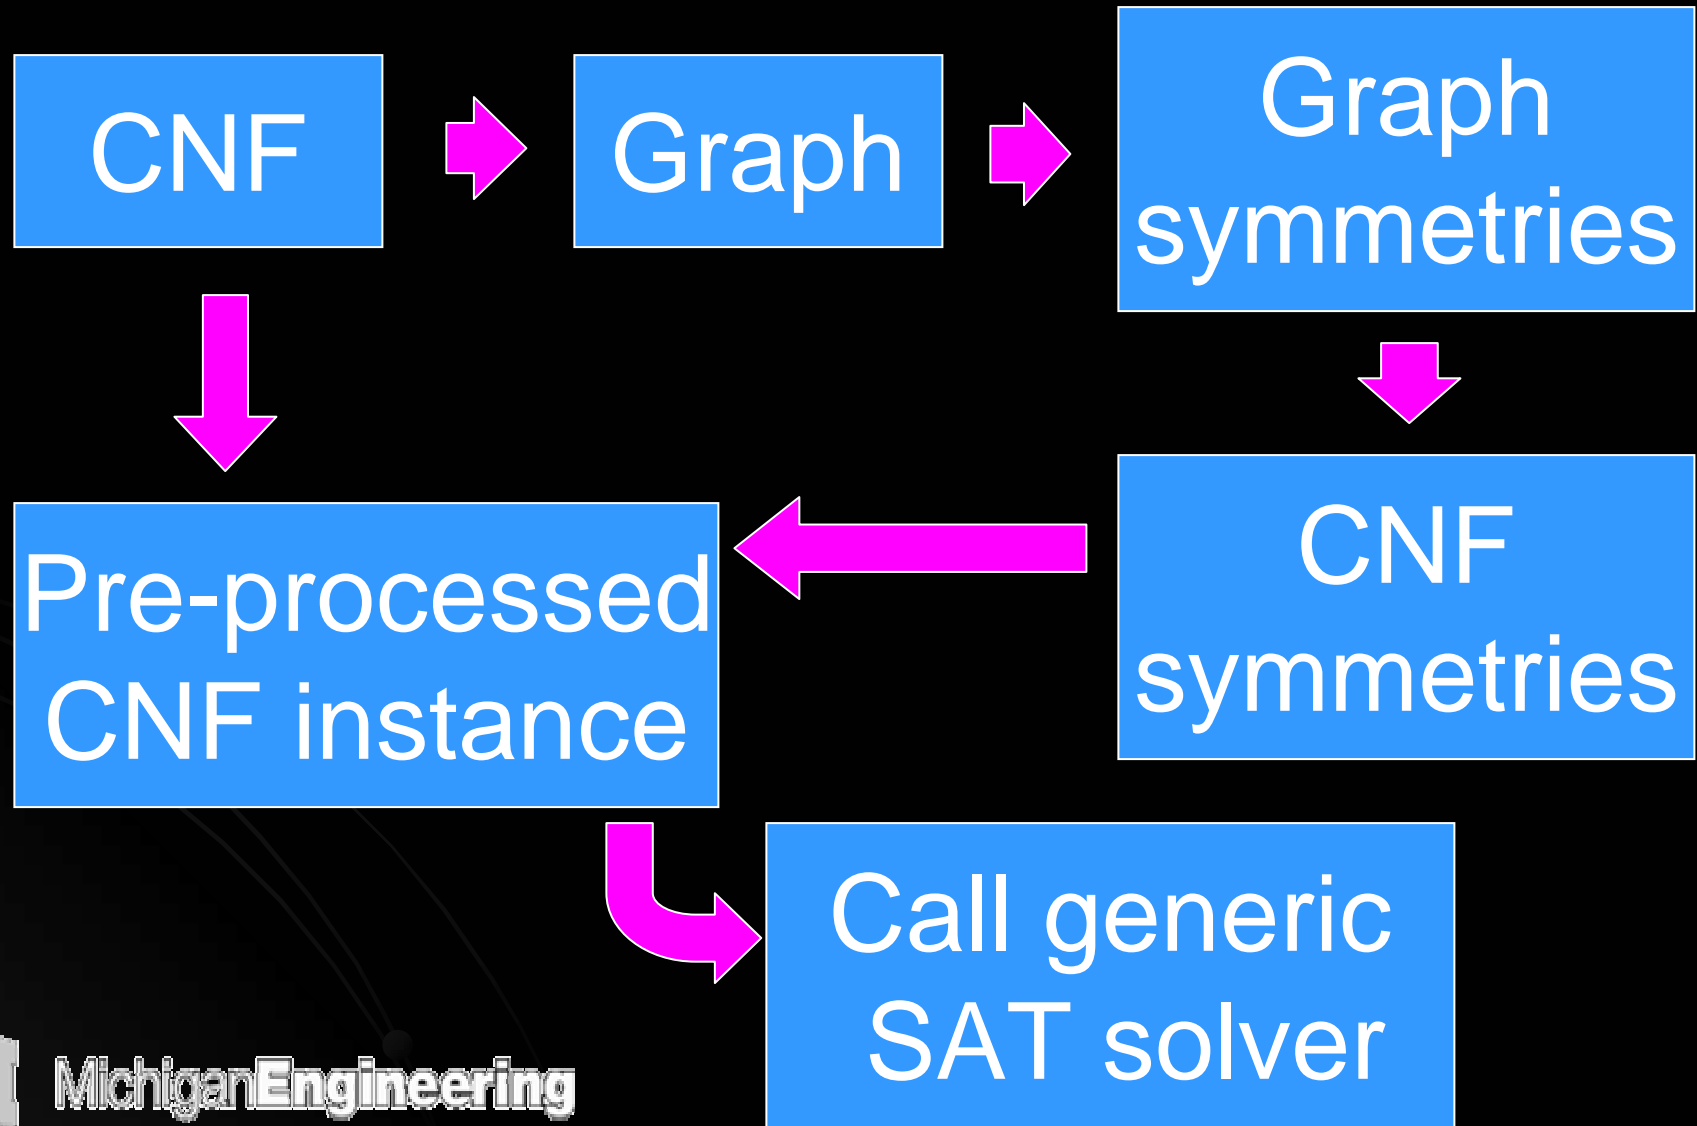 CNF
Graph
Graph
symmetries
Pre-processed
CNF instance
CNF
symmetries
Call generic
SAT solver
MichiganEngineering